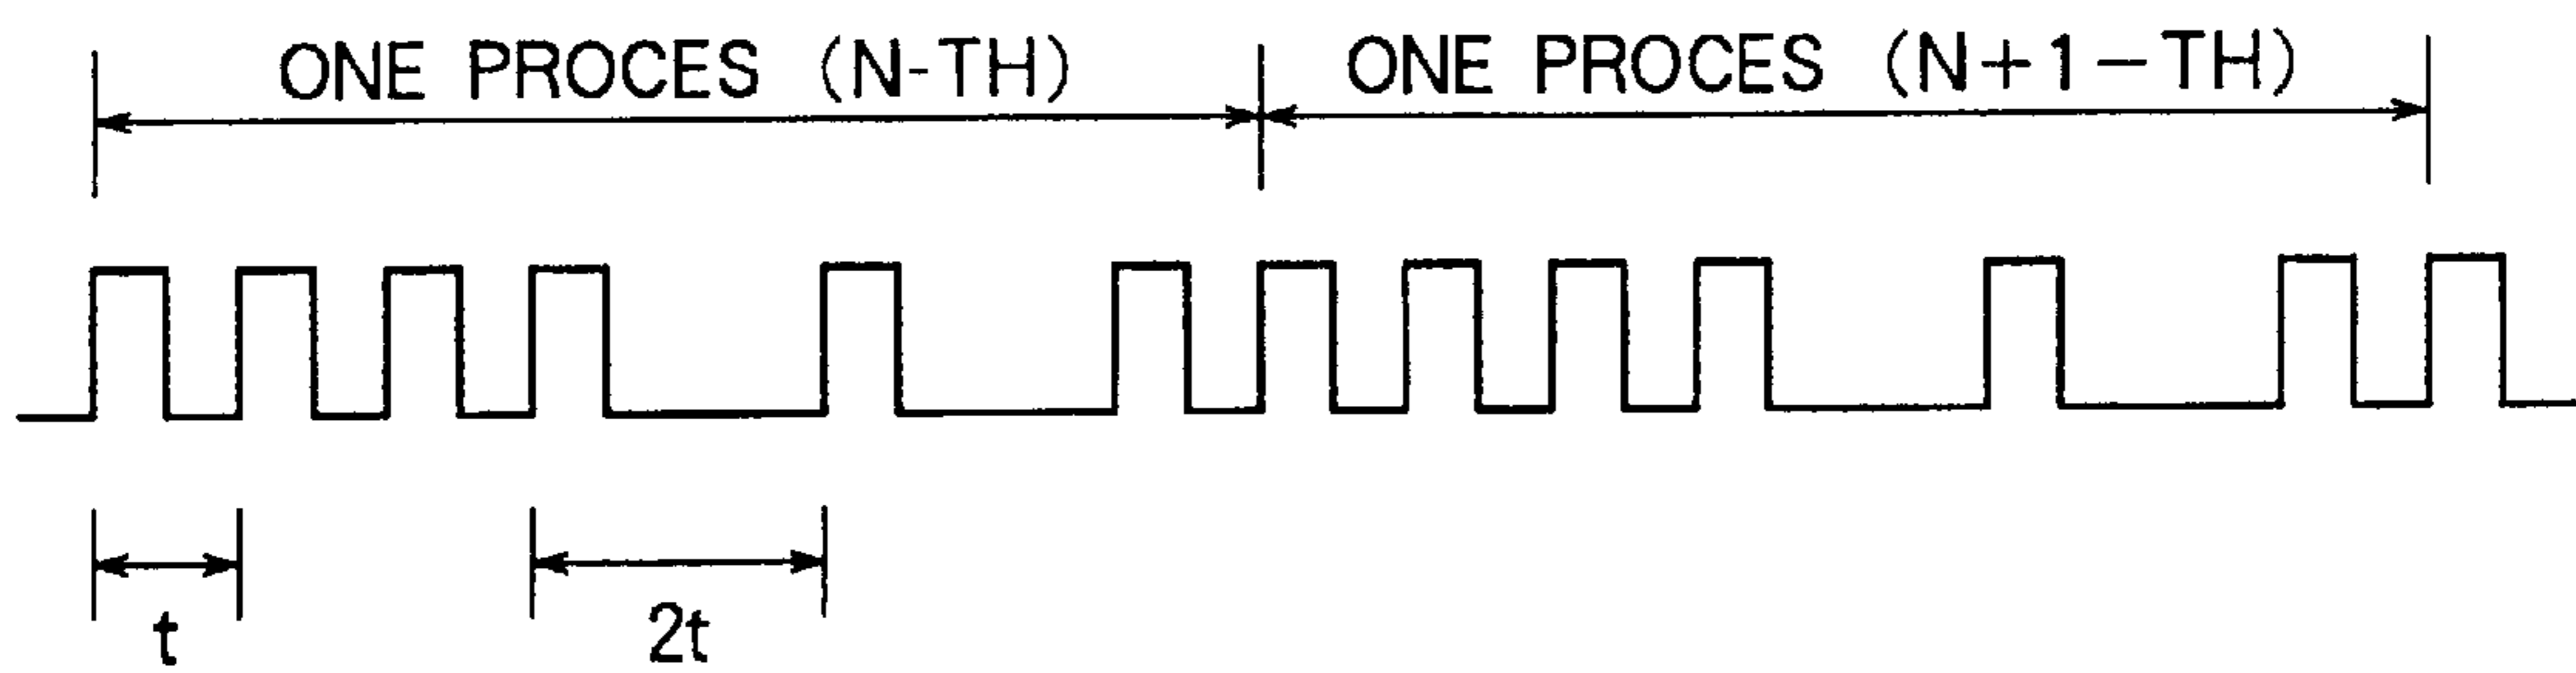 ONE PROCES (N-TH)
ONE PROCES (N+1-TH)
t
2t